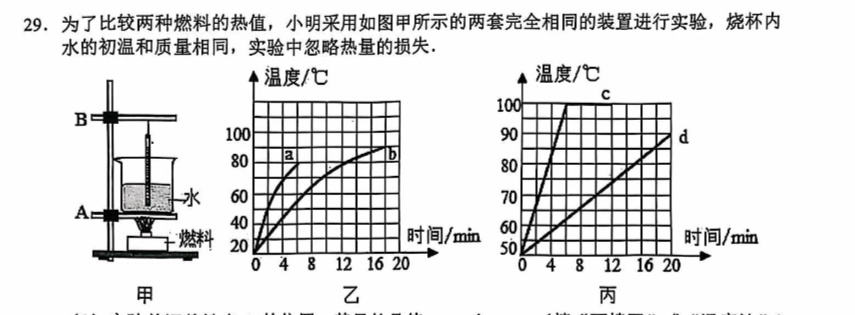 29．为了比较两种燃料的热值，小明采用如图甲所示的两套完全相同的装置进行实验，烧杯内
水的初温和质量相同，实验中忽略热量的损失．
B
水
A
燃料
甲
温度/℃
100
80
60
40
20
a
b
时间/min
0 4 8 12 16 20
乙
温度/℃
c
100
90
80
70
60
50
d
时间/min
0 4 8 12 16 20
丙